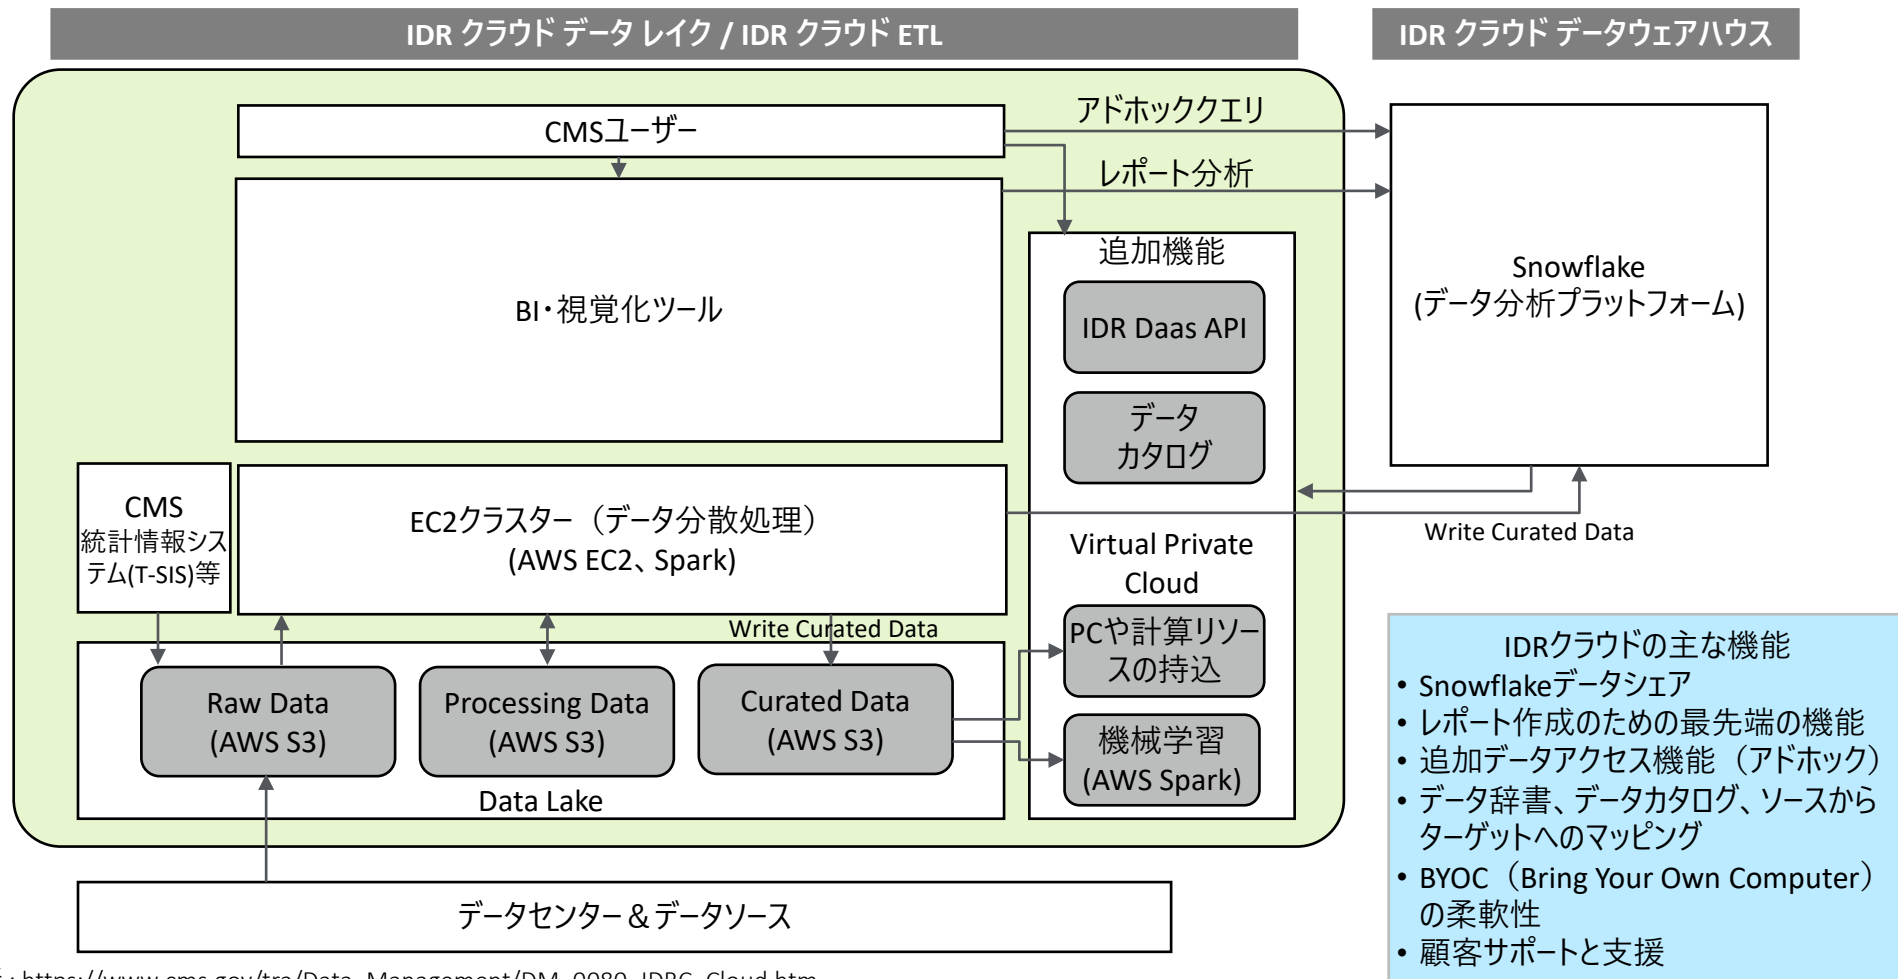 IDR クラウド データ レイク / IDR クラウド ETL
IDR クラウド データウェアハウス
CMSユーザー
アドホッククエリ
レポート分析
BI・視覚化ツール
追加機能
IDR Daas API
データ
カタログ
Snowflake
(データ分析プラットフォーム)
CMS
統計情報シス
テム(T-SIS)等
EC2クラスター（データ分散処理）
(AWS EC2、Spark)
Virtual Private
Cloud
Write Curated Data
Write Curated Data
PCや計算リソー
スの持込
機械学習
(AWS Spark)
Raw Data
(AWS S3)
Processing Data
(AWS S3)
Curated Data
(AWS S3)
Data Lake
データセンター＆データソース
IDRクラウドの主な機能
• Snowflakeデータシェア
• レポート作成のための最先端の機能
• 追加データアクセス機能（アドホック）
• データ辞書、データカタログ、ソースから
ターゲットへのマッピング
• BYOC（Bring Your Own Computer）
の柔軟性
• 顧客サポートと支援
: https://www.cms.gov/tra/Data_Management/DM_0080_IDRC_Cloud.htm